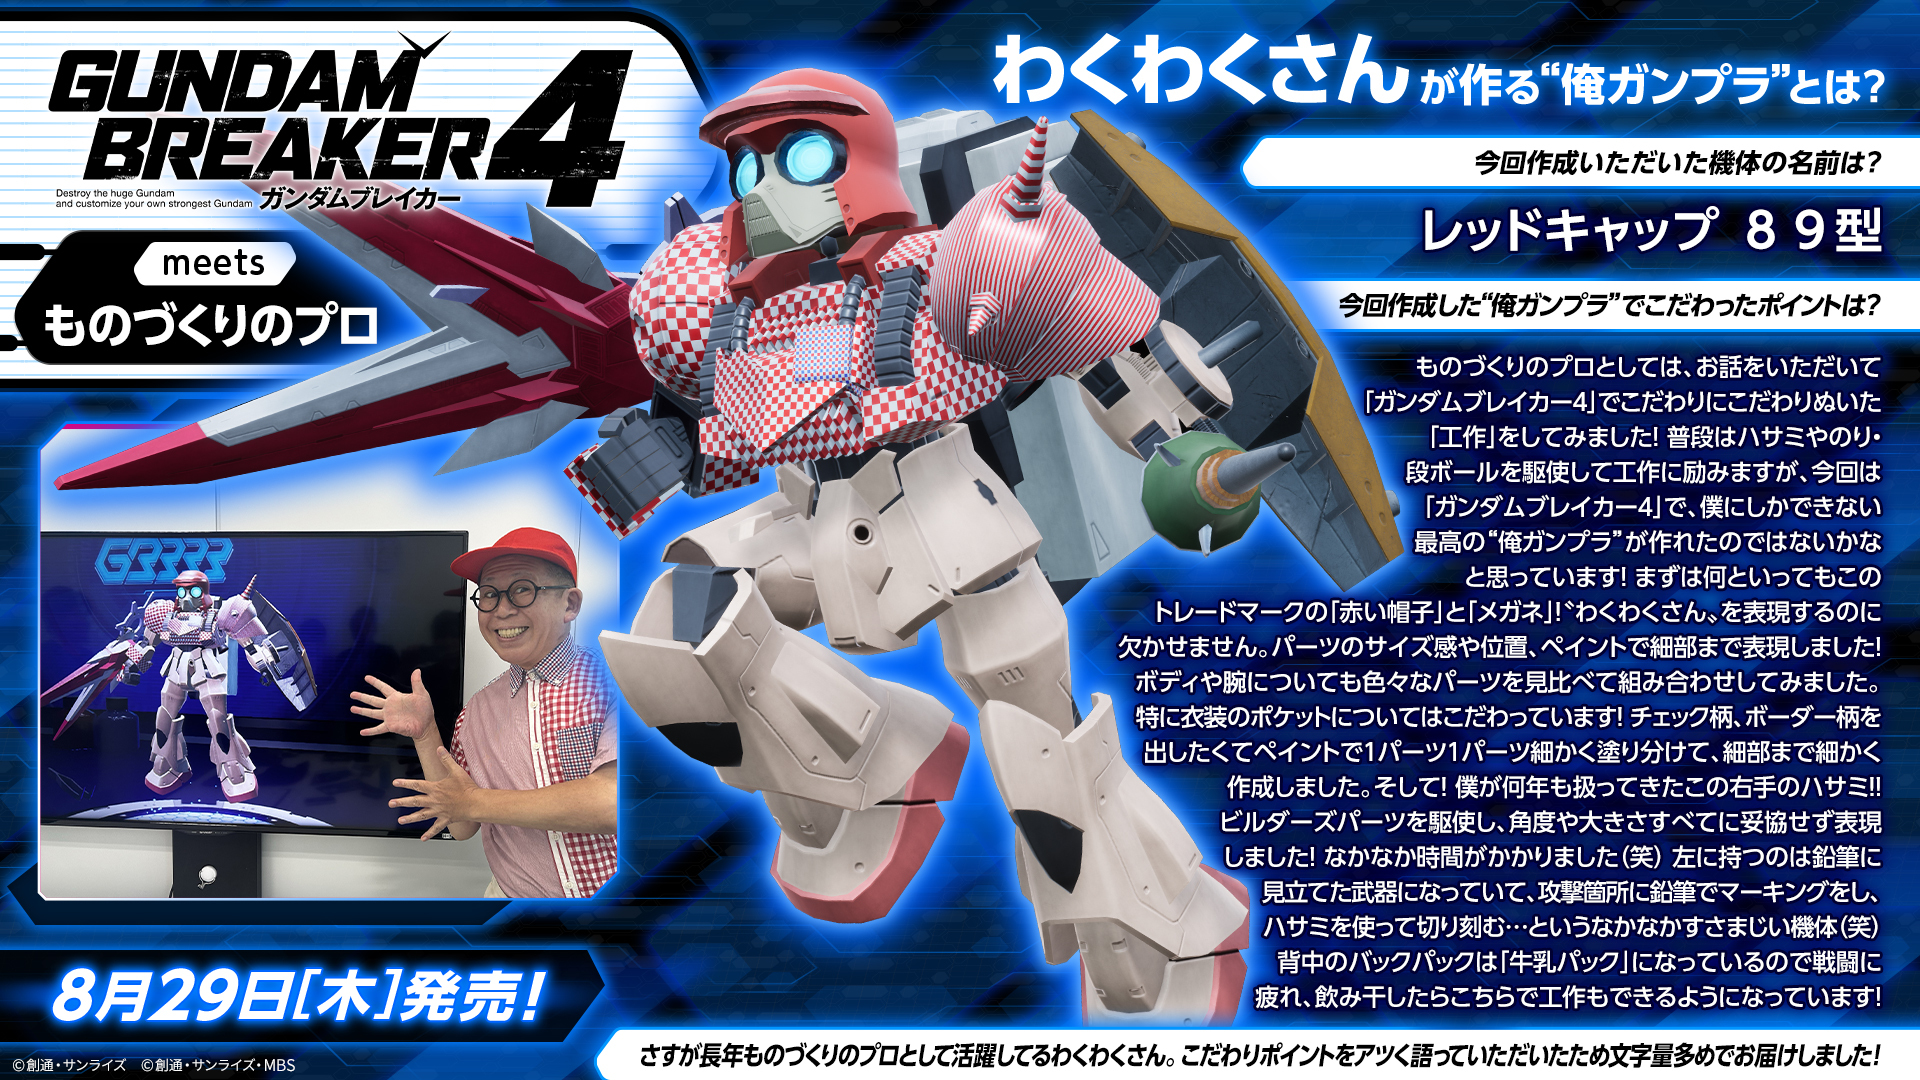 GUNDAM
BREAKER 4
Destroy the huge Gundam
and customize your own strongest Gundam
ガンダムブレイカー
meets
ものづくりのプロ
わくわくさんが作る“俺ガンプラ”とは?
今回作成いただいた機体の名前は?
レッドキャップ 89型
今回作成した“俺ガンプラ”でこだわったポイントは?
ものづくりのプロとしては、お話をいただいて
「ガンダムブレイカー4」でこだわりにこだわりぬいた
「工作」をしてみました! 普段はハサミやのり・
段ボールを駆使して工作に励みますが、今回は
「ガンダムブレイカー4」で、僕にしかできない
最高の“俺ガンプラ”が作れたのではないかな
と思っています! まずは何といってもこの
トレードマークの「赤い帽子」と「メガネ」!〝わくわくさん〟を表現するのに
欠かせません。パーツのサイズ感や位置、ペイントで細部まで表現しました!
ボディや腕についても色々なパーツを見比べて組み合わせしてみました。
特に衣装のポケットについてはこだわっています! チェック柄、ボーダー柄を
出したくてペイントで1パーツ1パーツ細かく塗り分けて、細部まで細かく
作成しました。そして! 僕が何年も扱ってきたこの右手のハサミ!!
ビルダーズパーツを駆使し、角度や大きさすべてに妥協せず表現
しました! なかなか時間がかかりました(笑) 左に持つのは鉛筆に
見立てた武器になっていて、攻撃箇所に鉛筆でマーキングをし、
ハサミを使って切り刻む…というなかなかすさまじい機体(笑)
背中のバックパックは「牛乳パック」になっているので戦闘に
疲れ、飲み干したらこちらで工作もできるようになっています!
GB333
8月29日[木]発売!
©創通・サンライズ ©創通・サンライズ・MBS
さすが長年ものづくりのプロとして活躍してるわくわくさん。こだわりポイントをアツく語っていただいたため文字量多めでお届けしました!